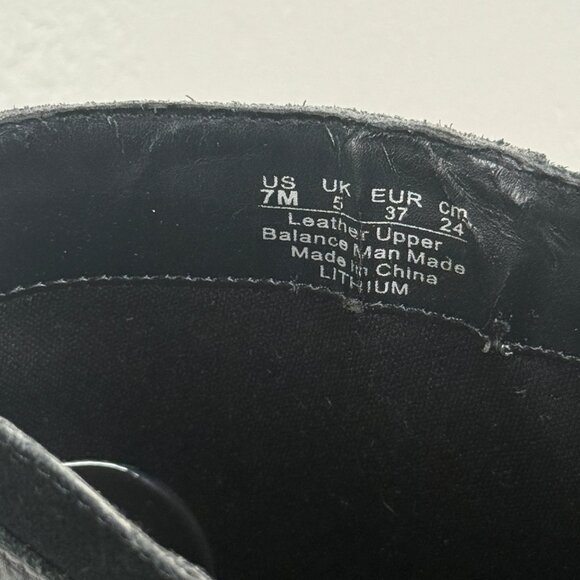 US UK EUR Cm
7M 5 37 24
Leather Upper
Balance Man Made
Made In China
LITHIUM